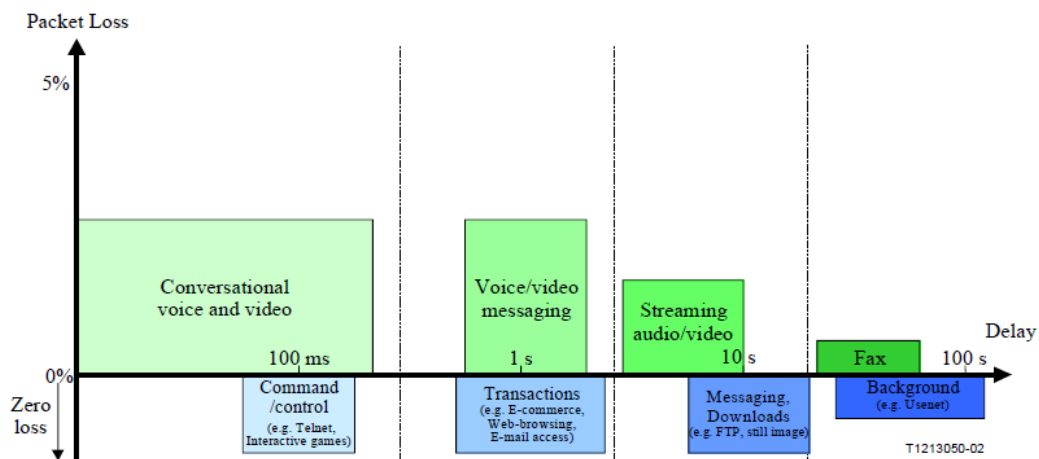 Packet Loss
5%
Conversational
voice and video
Voice/video
messaging
Streaming
audio/video
Delay
100 ms
1 s
10 s
Fax
100 s
0%
Zero
loss
Command
/control
(e.g. Telnet,
Interactive games)
Transactions
(e.g. E-commerce,
Web-browsing,
E-mail access)
Messaging,
Downloads
(e.g. FTP, still image)
Background
(e.g. Usenet)
T1213050-02